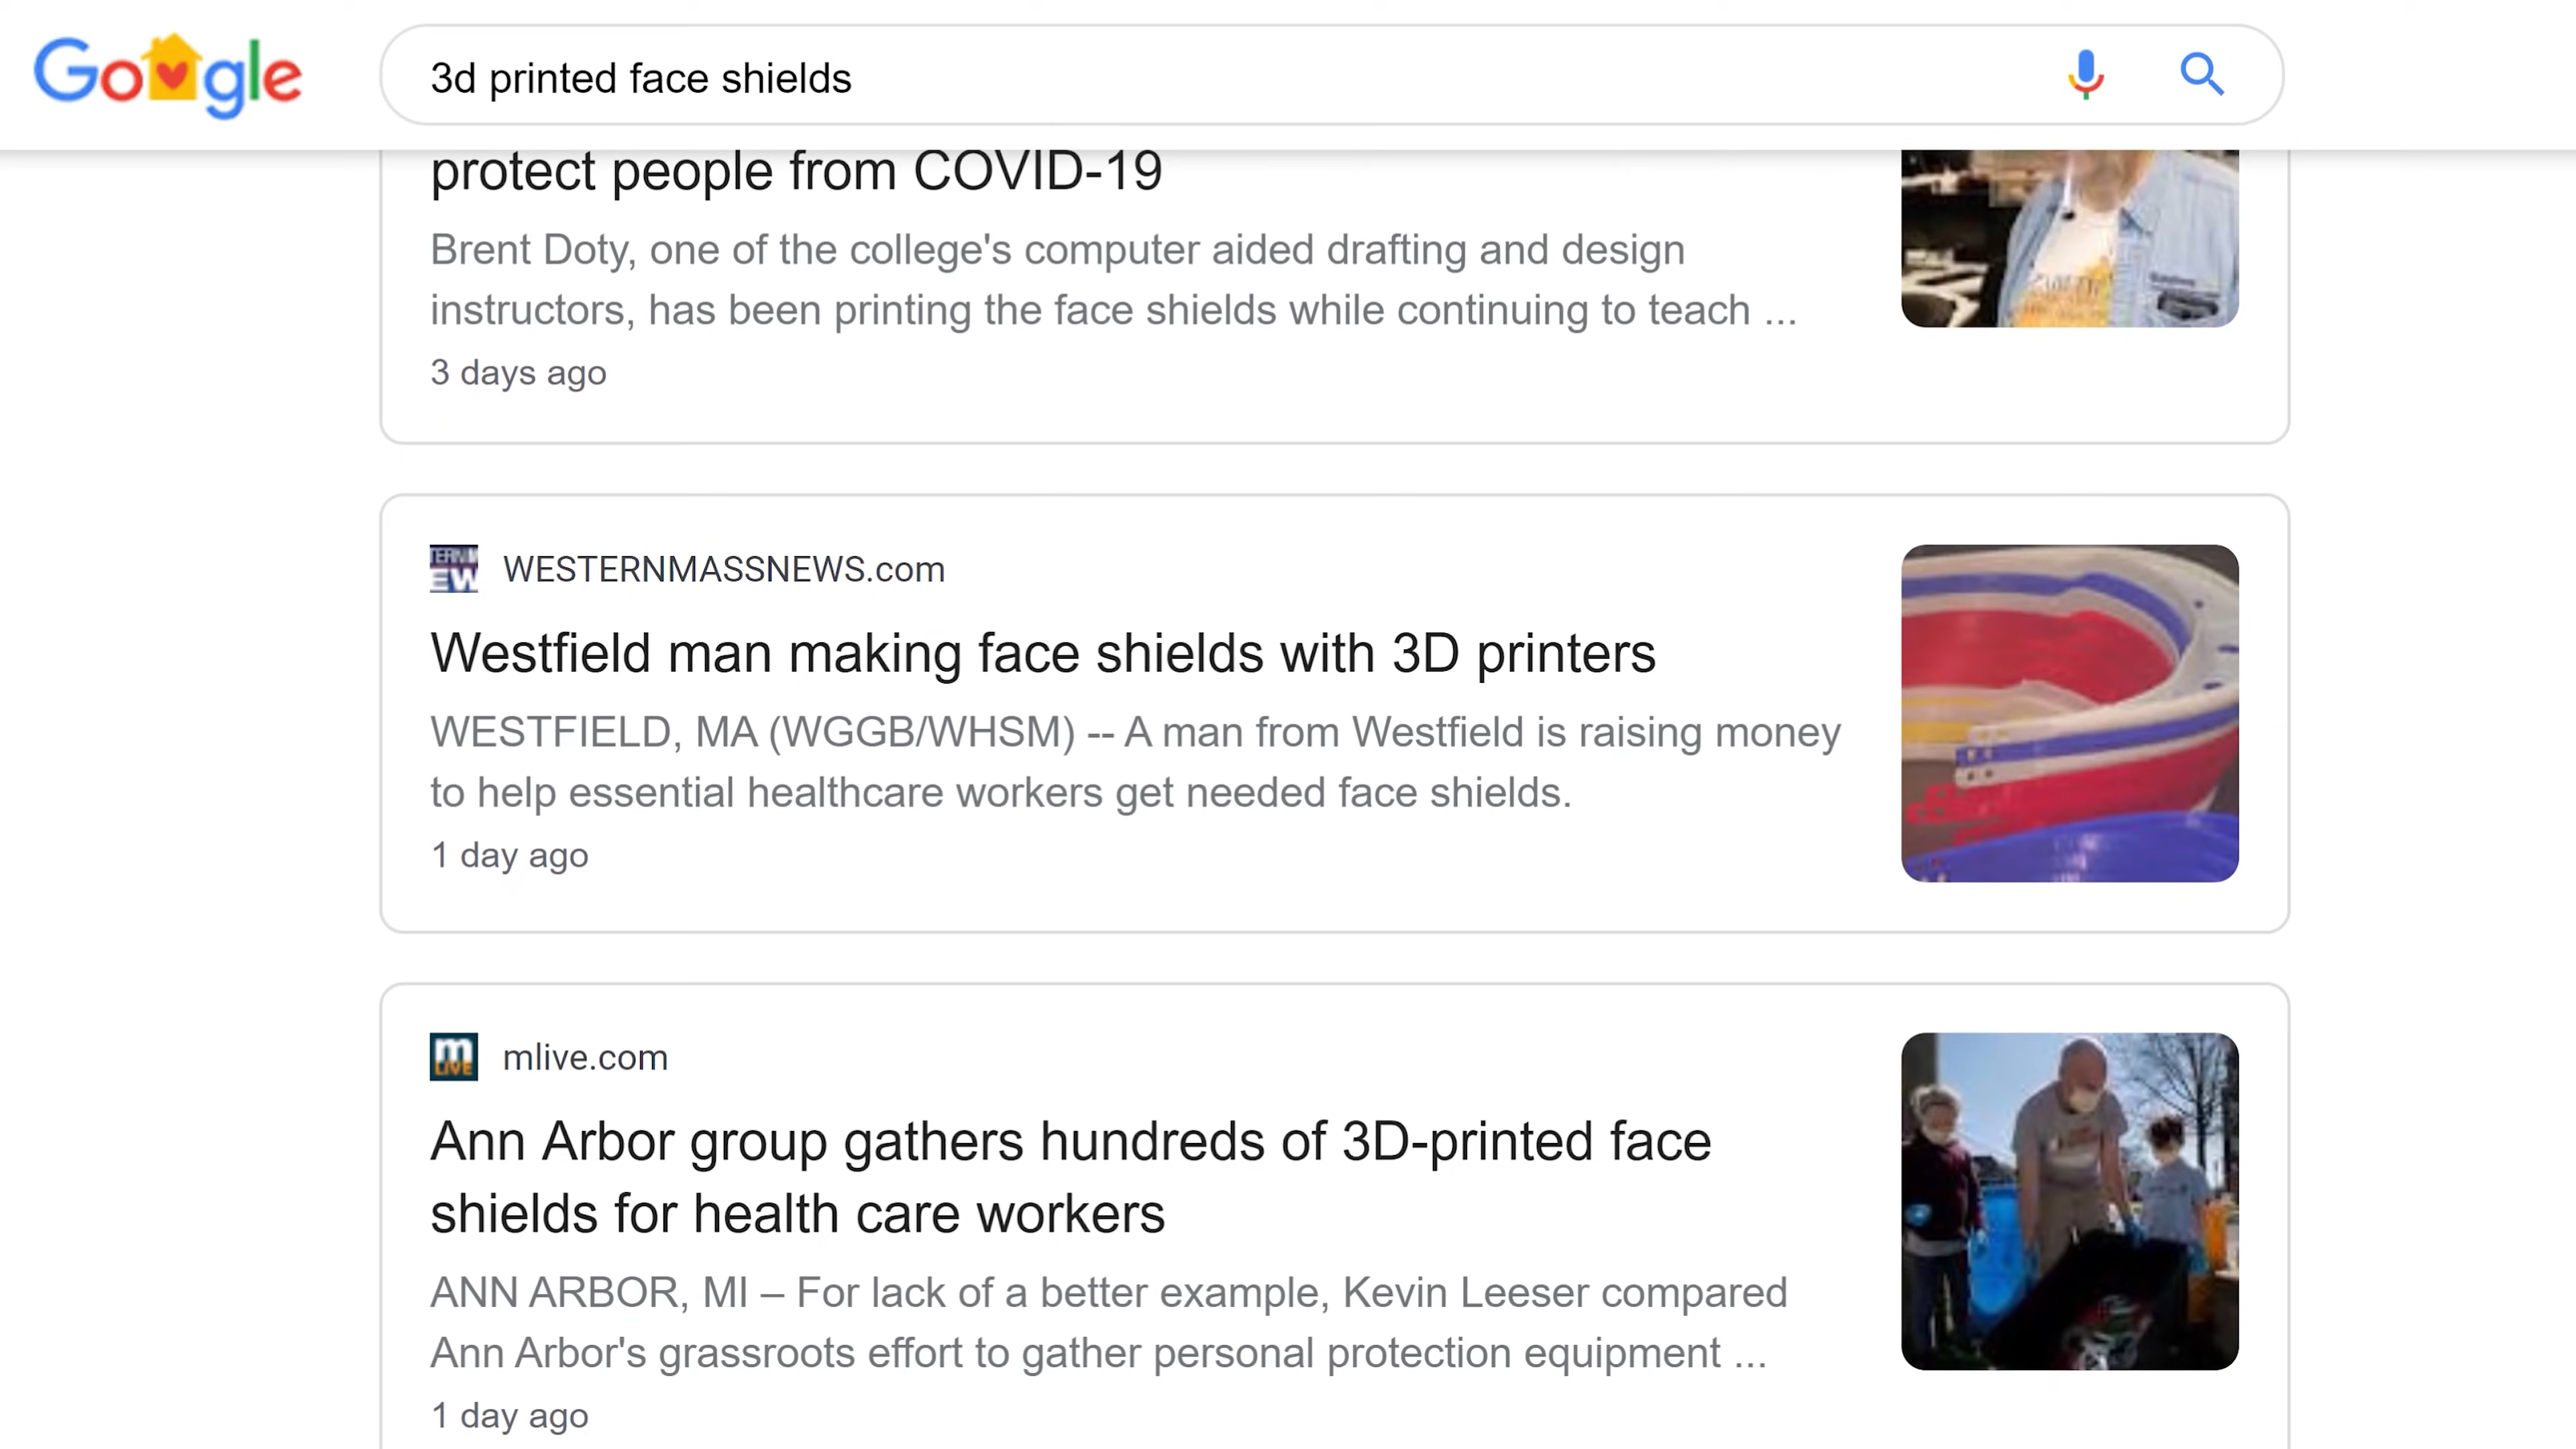 Google
3d printed face shields
protect people from COVID-19
Brent Doty, one of the college's computer aided drafting and design
instructors, has been printing the face shields while continuing to teach ...
3 days ago
TERNM
EW
WESTERNMASSNEWS.com
Westfield man making face shields with 3D printers
WESTFIELD, MA (WGGB/WHSM) -- A man from Westfield is raising money
to help essential healthcare workers get needed face shields.
1 day ago
m
LIVE
mlive.com
Ann Arbor group gathers hundreds of 3D-printed face
shields for health care workers
ANN ARBOR, MI – For lack of a better example, Kevin Leeser compared
Ann Arbor's grassroots effort to gather personal protection equipment ...
1 day ago